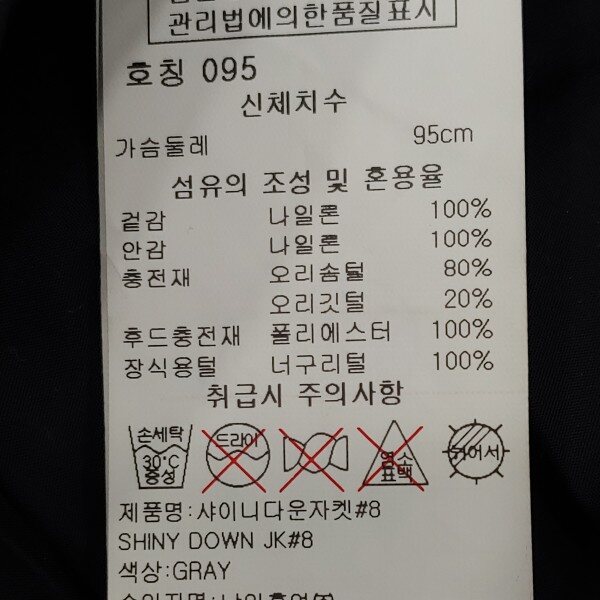 관리법에의한품질표시
호칭 095
신체치수
가슴둘레 95cm
섬유의 조성 및 혼용율
겉감 나일론 100%
안감 나일론 100%
충전재 오리솜털 80%
오리깃털 20%
후드충전재 폴리에스터 100%
장식용털 너구리털 100%
취급시 주의사항
손세탁 드라이
30°C 염소 뉘어서
중성 표백
제품명:샤이니다운자켓#8
SHINY DOWN JK#8
색상:GRAY